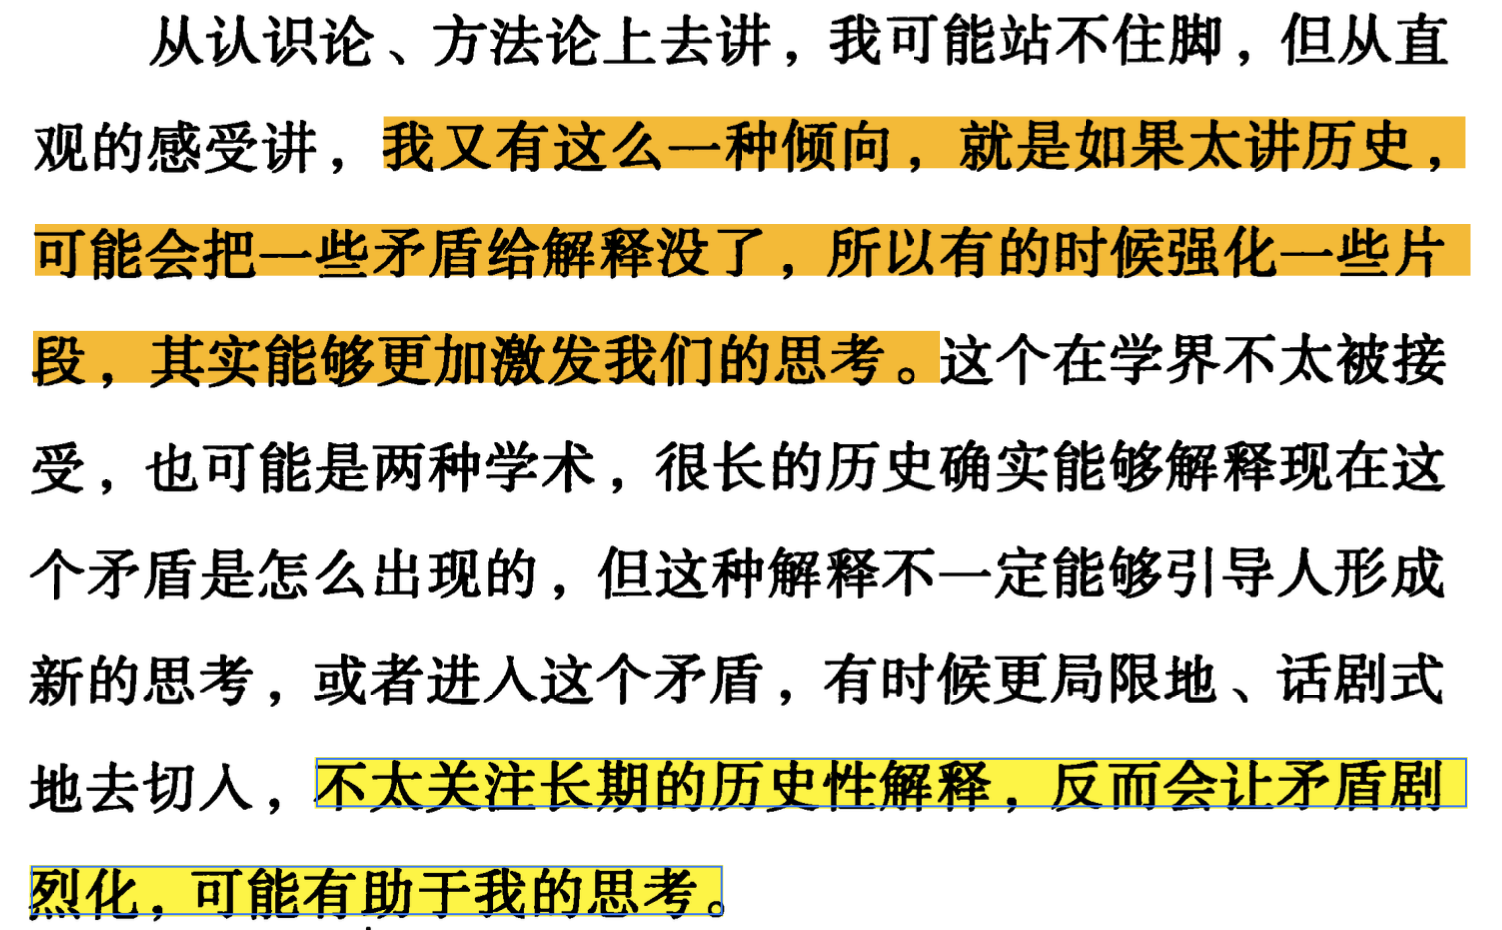 从认识论、方法论上去讲，我可能站不住脚，但从直
观的感受讲，我又有这么一种倾向，就是如果太讲历史，
可能会把一些矛盾给解释没了，所以有的时候强化一些片
段，其实能够更加激发我们的思考。这个在学界不太被接
受，也可能是两种学术，很长的历史确实能够解释现在这
个矛盾是怎么出现的，但这种解释不一定能够引导人形成
新的思考，或者进入这个矛盾，有时候更局限地、话剧式
地去切入，不太关注长期的历史性解释，反而会让矛盾剧
烈化，可能有助于我的思考。